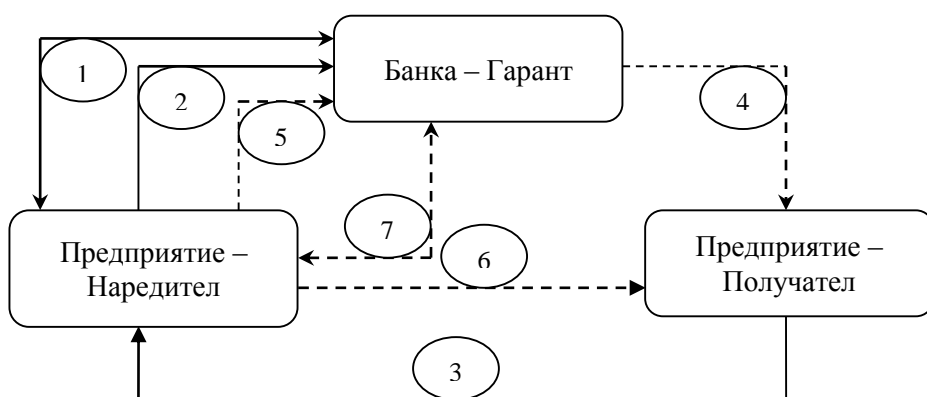 Банка – Гарант
1
2
4
5
7
6
Предприятие –
Наредител
Предприятие –
Получател
3